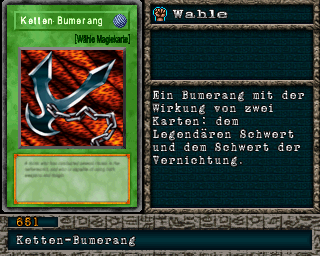 Ketten-Bumerang
[Wähle Magiekarte]
Wähle
Ein Bumerang mit der
Wirkung von zwei
Karten: dem
Legendären Schwert
und dem Schwert der
Vernichtung.
651
Ketten-Bumerang